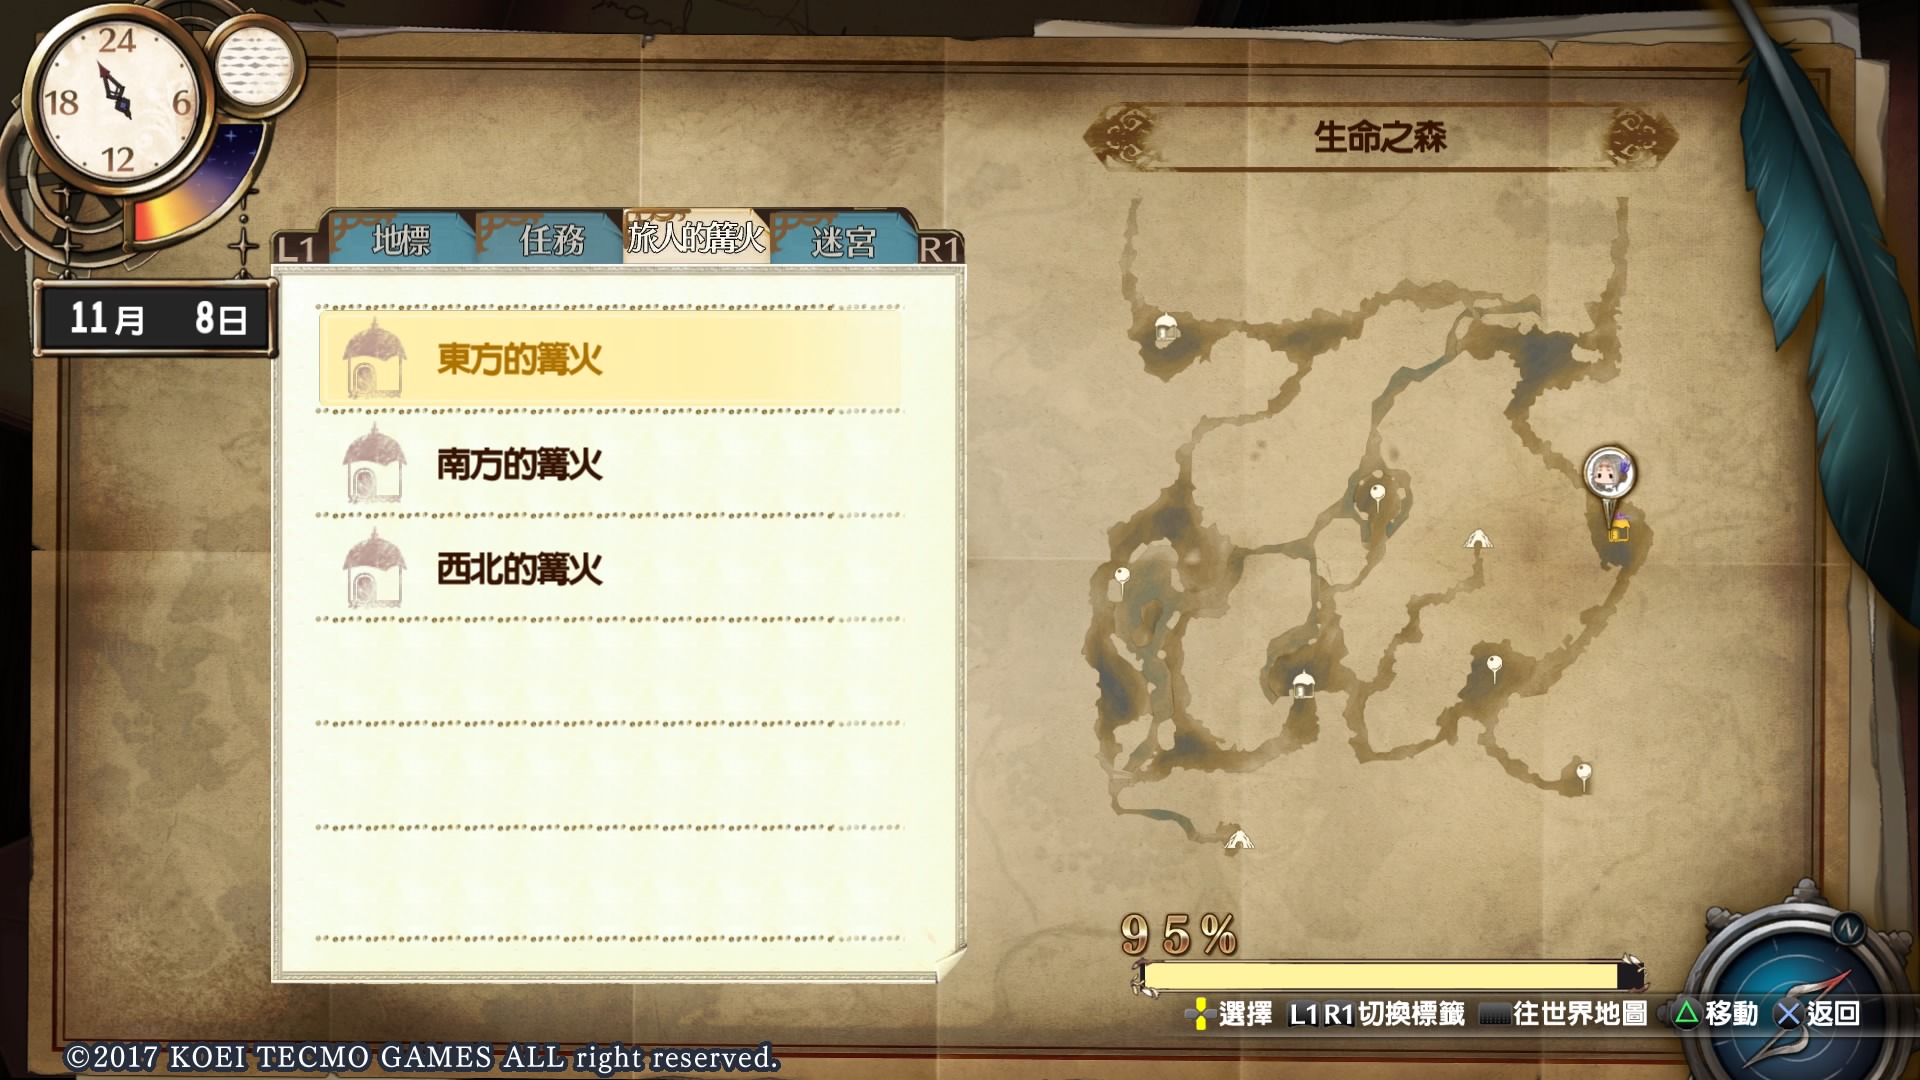 24
18 6
12
11月 8日
L1 地標 任務 旅人的篝火 迷宮 R1
東方的篝火
南方的篝火
西北的篝火
生命之森
N
95%
選擇 L1 R1 切換標籤 往世界地圖 移動 返回
©2017 KOEI TECMO GAMES ALL right reserved.